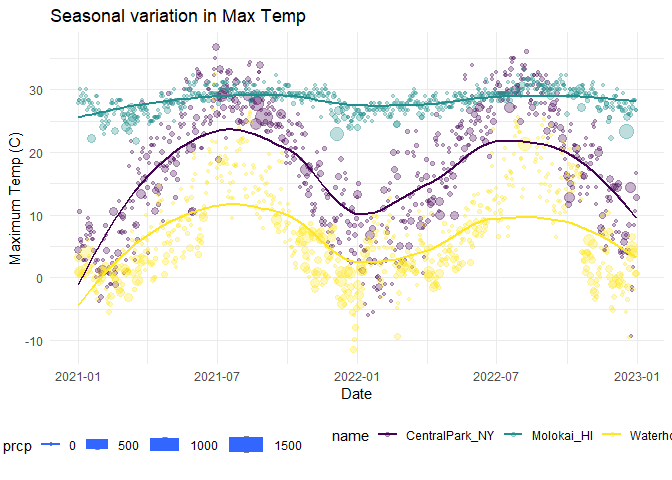 Seasonal variation in Max Temp
Maximum Temp (C)
30
20
10
0
-10
2021-01
2021-07
2022-01
2022-07
2023-01
Date
prcp
0
500
1000
1500
name
CentralPark_NY
Molokai_HI